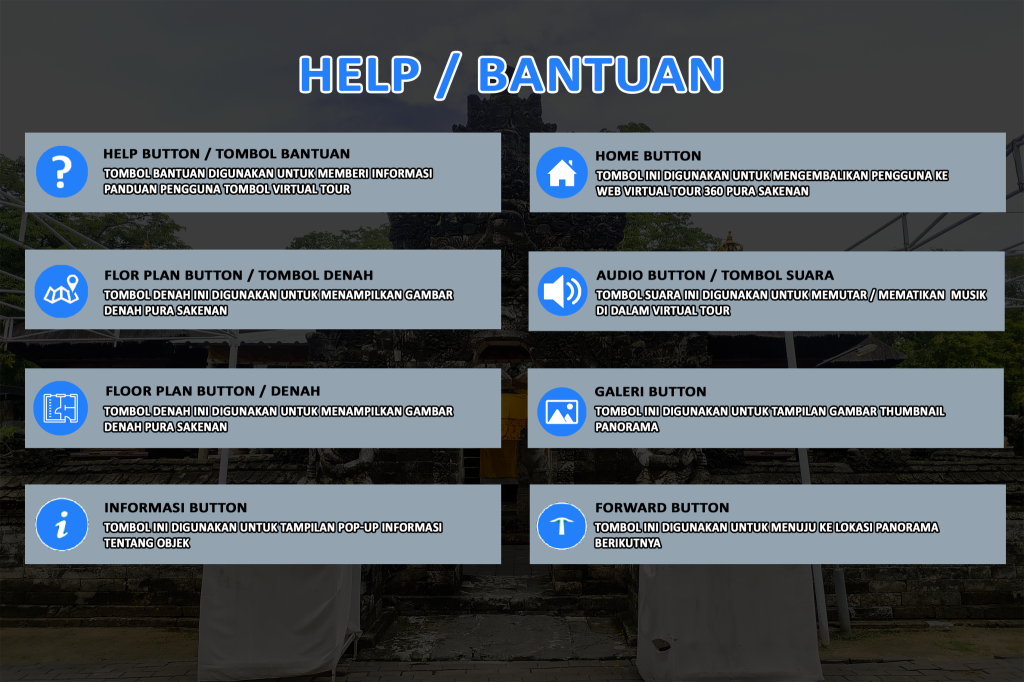 HELP / BANTUAN
HELP BUTTON / TOMBOL BANTUAN
TOMBOL BANTUAN DIGUNAKAN UNTUK MEMBERI INFORMASI
PANDUAN PENGGUNA TOMBOL VIRTUAL TOUR
HOME BUTTON
TOMBOL INI DIGUNAKAN UNTUK MENGEMBALIKAN PENGGUNA KE
WEB VIRTUAL TOUR 360 PURA SAKENAN
FLOR PLAN BUTTON / TOMBOL DENAH
TOMBOL DENAH INI DIGUNAKAN UNTUK MENAMPILKAN GAMBAR
DENAH PURA SAKENAN
AUDIO BUTTON / TOMBOL SUARA
TOMBOL SUARA INI DIGUNAKAN UNTUK MEMUTAR / MEMATIKAN MUSIK
DI DALAM VIRTUAL TOUR
FLOOR PLAN BUTTON / DENAH
TOMBOL DENAH INI DIGUNAKAN UNTUK MENAMPILKAN GAMBAR
DENAH PURA SAKENAN
GALERI BUTTON
TOMBOL INI DIGUNAKAN UNTUK TAMPILAN GAMBAR THUMBNAIL
PANORAMA
INFORMASI BUTTON
TOMBOL INI DIGUNAKAN UNTUK TAMPILAN POP-UP INFORMASI
TENTANG OBJEK
FORWARD BUTTON
TOMBOL INI DIGUNAKAN UNTUK MENUJU KE LOKASI PANORAMA
BERIKUTNYA